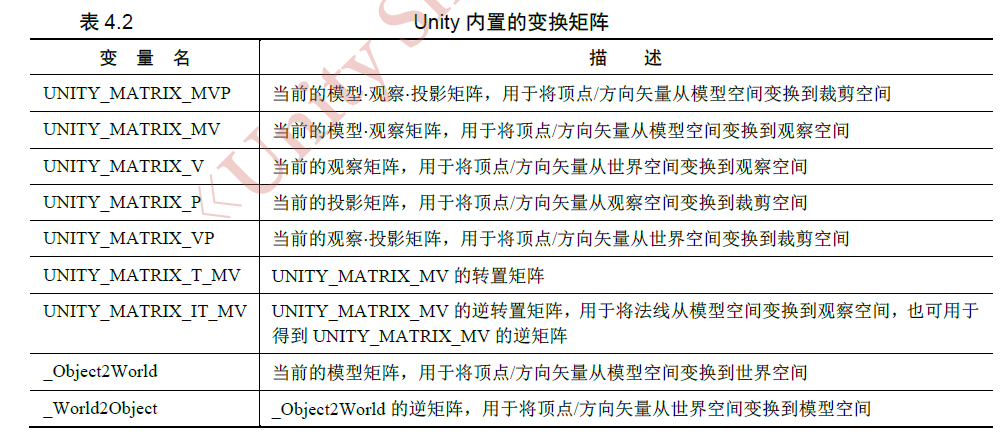 表 4.2 Unity 内置的变换矩阵
变 量 名 描 述
UNITY_MATRIX_MVP 当前的模型·观察·投影矩阵，用于将顶点/方向矢量从模型空间变换到裁剪空间
UNITY_MATRIX_MV 当前的模型·观察矩阵，用于将顶点/方向矢量从模型空间变换到观察空间
UNITY_MATRIX_V 当前的观察矩阵，用于将顶点/方向矢量从世界空间变换到观察空间
UNITY_MATRIX_P 当前的投影矩阵，用于将顶点/方向矢量从观察空间变换到裁剪空间
UNITY_MATRIX_VP 当前的观察·投影矩阵，用于将顶点/方向矢量从世界空间变换到裁剪空间
UNITY_MATRIX_T_MV UNITY_MATRIX_MV 的转置矩阵
UNITY_MATRIX_IT_MV UNITY_MATRIX_MV 的逆转置矩阵，用于将法线从模型空间变换到观察空间，也可用于
得到 UNITY_MATRIX_MV 的逆矩阵
_Object2World 当前的模型矩阵，用于将顶点/方向矢量从模型空间变换到世界空间
_World2Object _Object2World 的逆矩阵，用于将顶点/方向矢量从世界空间变换到模型空间
《Unity Sh